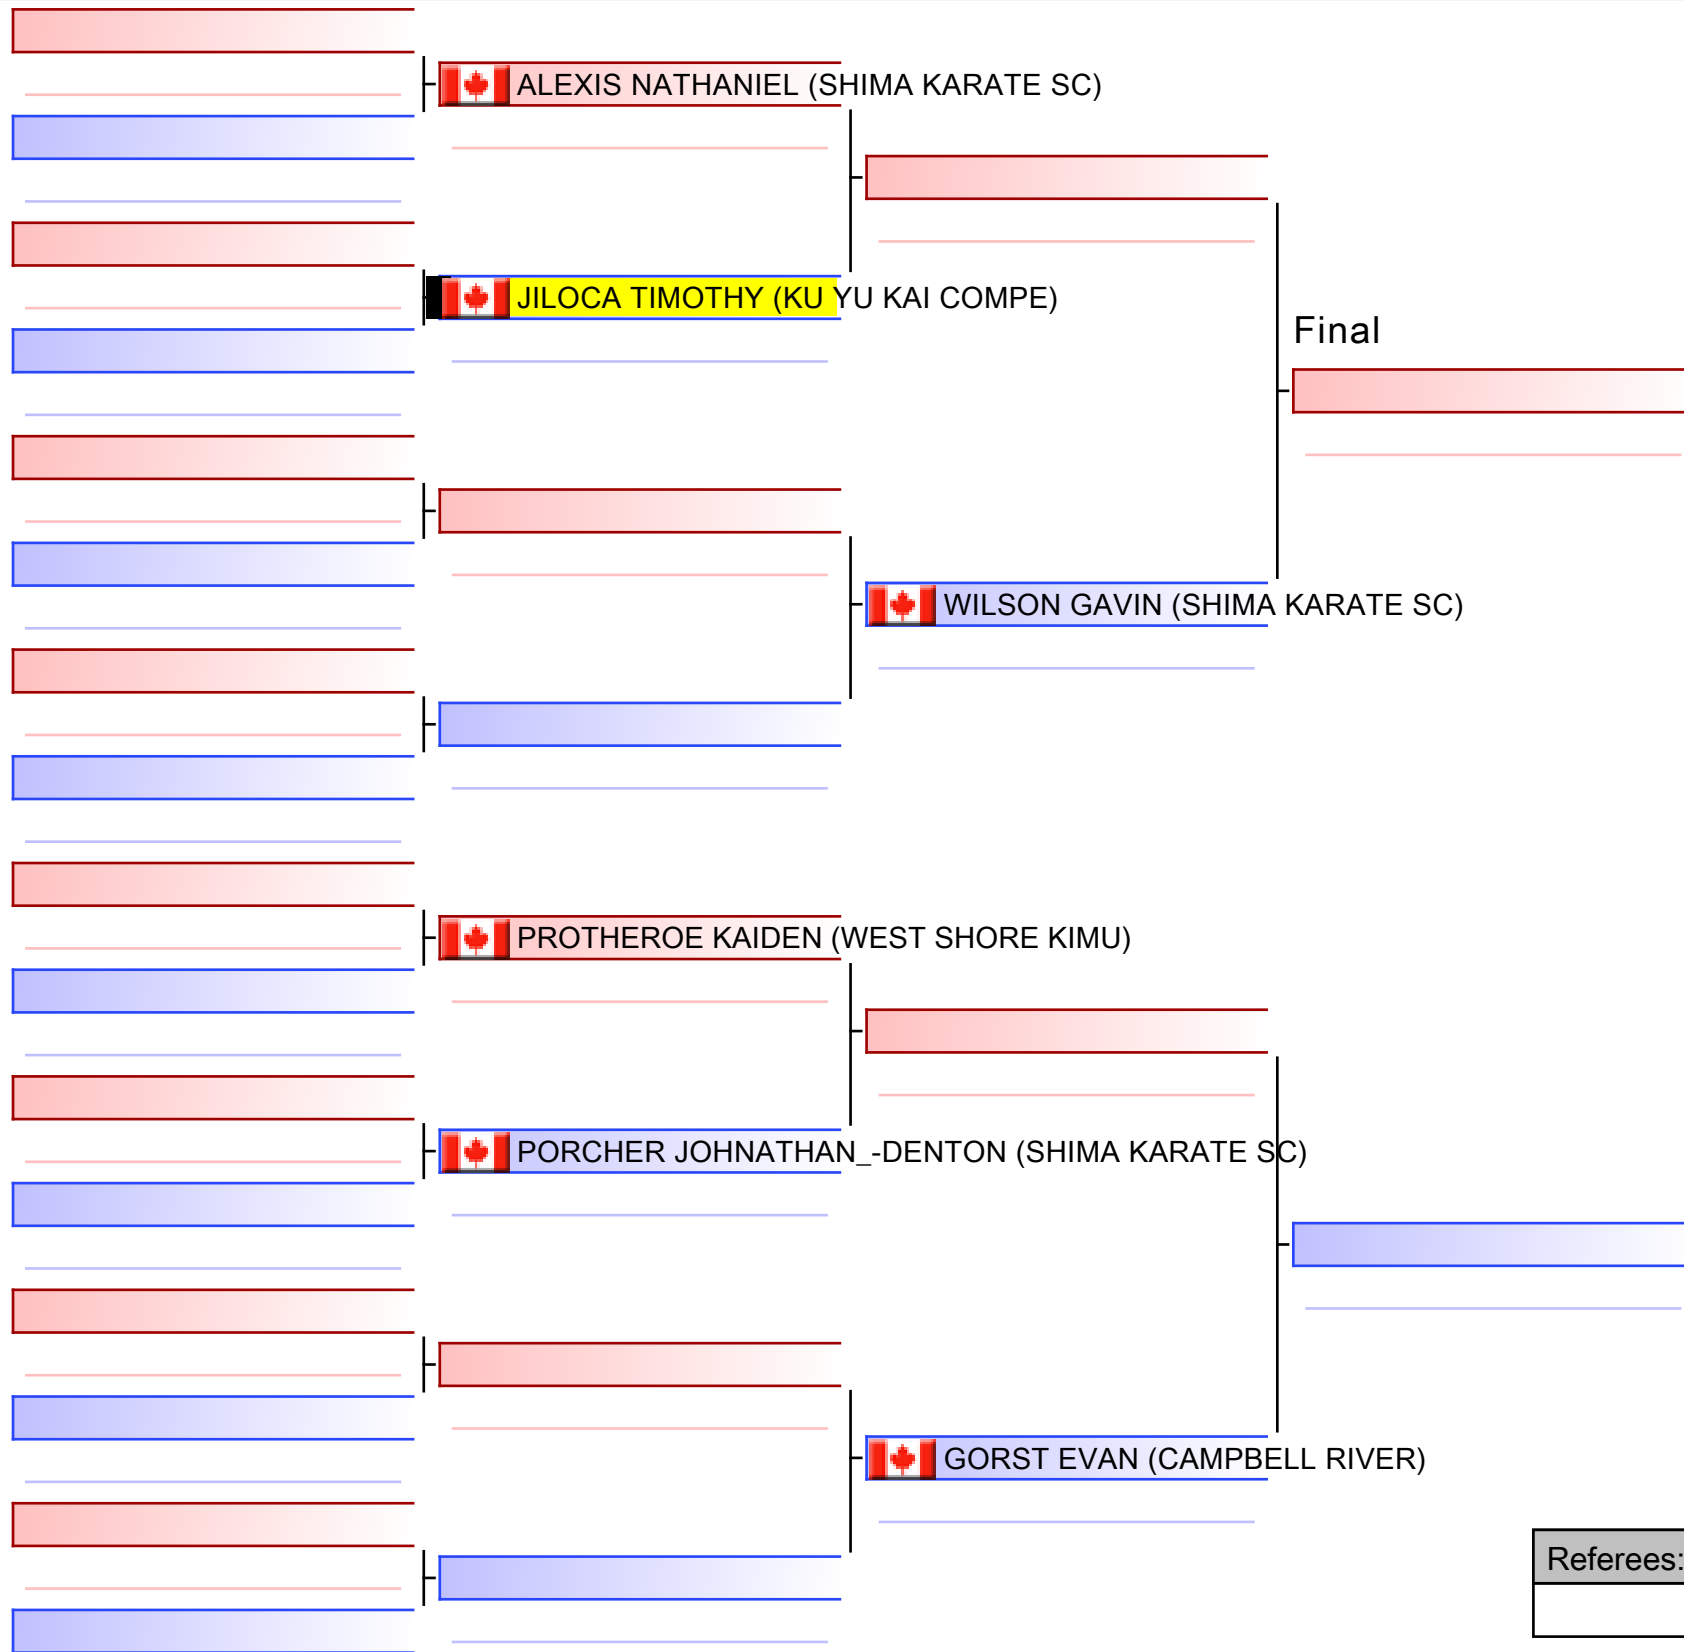 ALEXIS NATHANIEL (SHIMA KARATE SC)
JILOCA TIMOTHY (KU YU KAI COMPE)
Final
WILSON GAVIN (SHIMA KARATE SC)
PROTHEROE KAIDEN (WEST SHORE KIMU)
PORCHER JOHNATHAN_-DENTON (SHIMA KARATE SC)
GORST EVAN (CAMPBELL RIVER)
Referees: